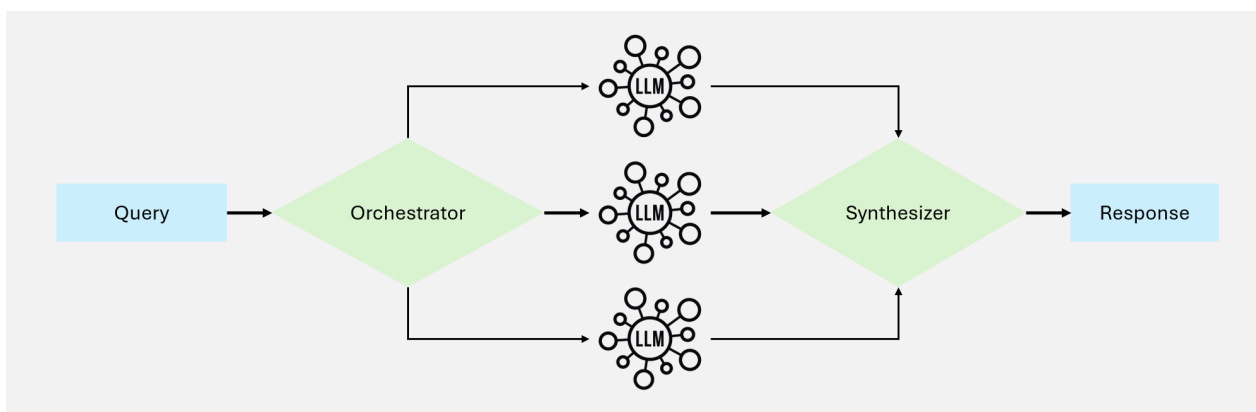 Query
Orchestrator
LLM
LLM
LLM
Synthesizer
Response